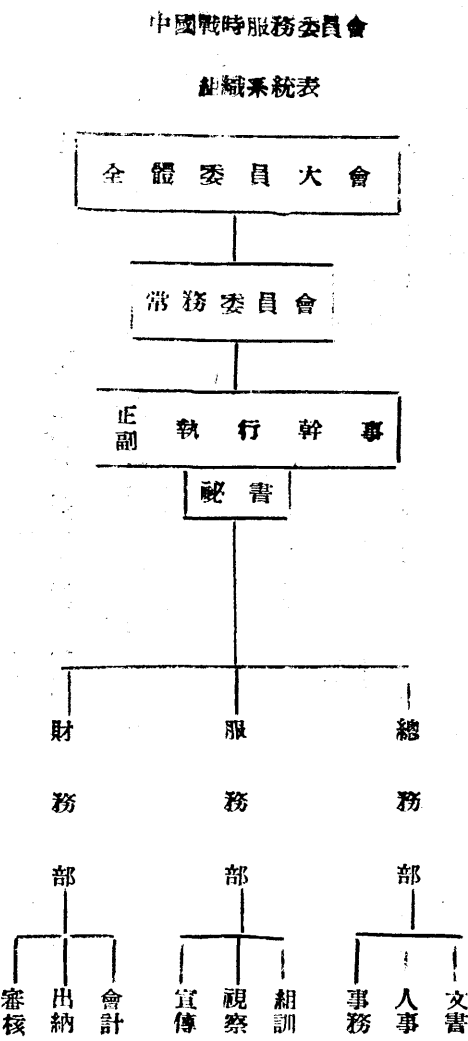 中國戰時服務委員會
組織系統表
全體委員大會
常務委員會
正副執行幹事
祕書
總務部
服務部
財務部
文書
人事
事務
組訓
視察
宣傳
會計
出納
審核